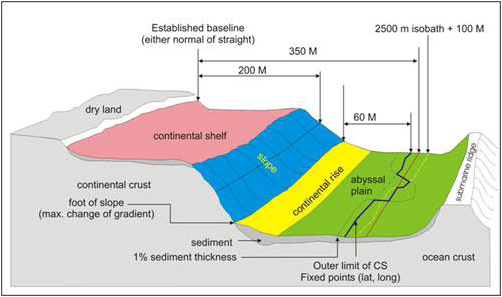 Established baseline
(either normal of straight)
2500 m isobath + 100 M
350 M
200 M
dry land
60 M
continental shelf
slope
submarine ridge
abyssal
plain
continental rise
continental crust
foot of slope
(max. change of gradient)
sediment
1% sediment thickness
Outer limit of CS
Fixed points (lat, long)
ocean crust